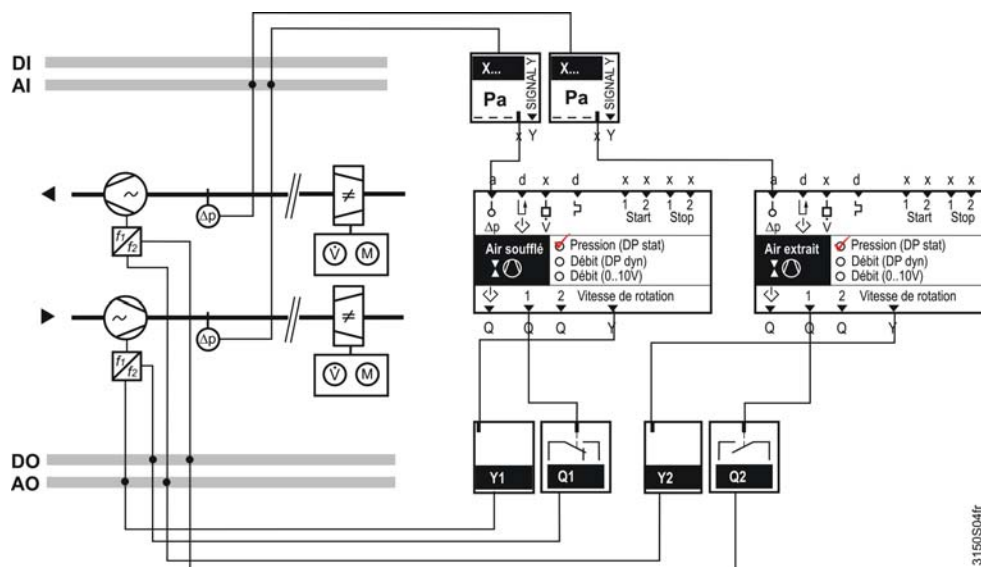 DI
AI
X...
Pa
SIGNAL Y
x Y
X...
Pa
SIGNAL Y
x Y
~
Δp
≠
V̇ M
f1
f2
~
Δp
≠
V̇ M
f1
f2
a d x d x x x x
Δp V 1 2 1 2
Start Stop
Air soufflé
Pression (DP stat)
Débit (DP dyn)
Débit (0..10V)
1 2 Vitesse de rotation
Q Q Q Y
a d x d x x x x
Δp V 1 2 1 2
Start Stop
Air extrait
Pression (DP stat)
Débit (DP dyn)
Débit (0..10V)
1 2 Vitesse de rotation
Q Q Q Y
DO
AO
Y1
Q1
Y2
Q2
3150S04fr